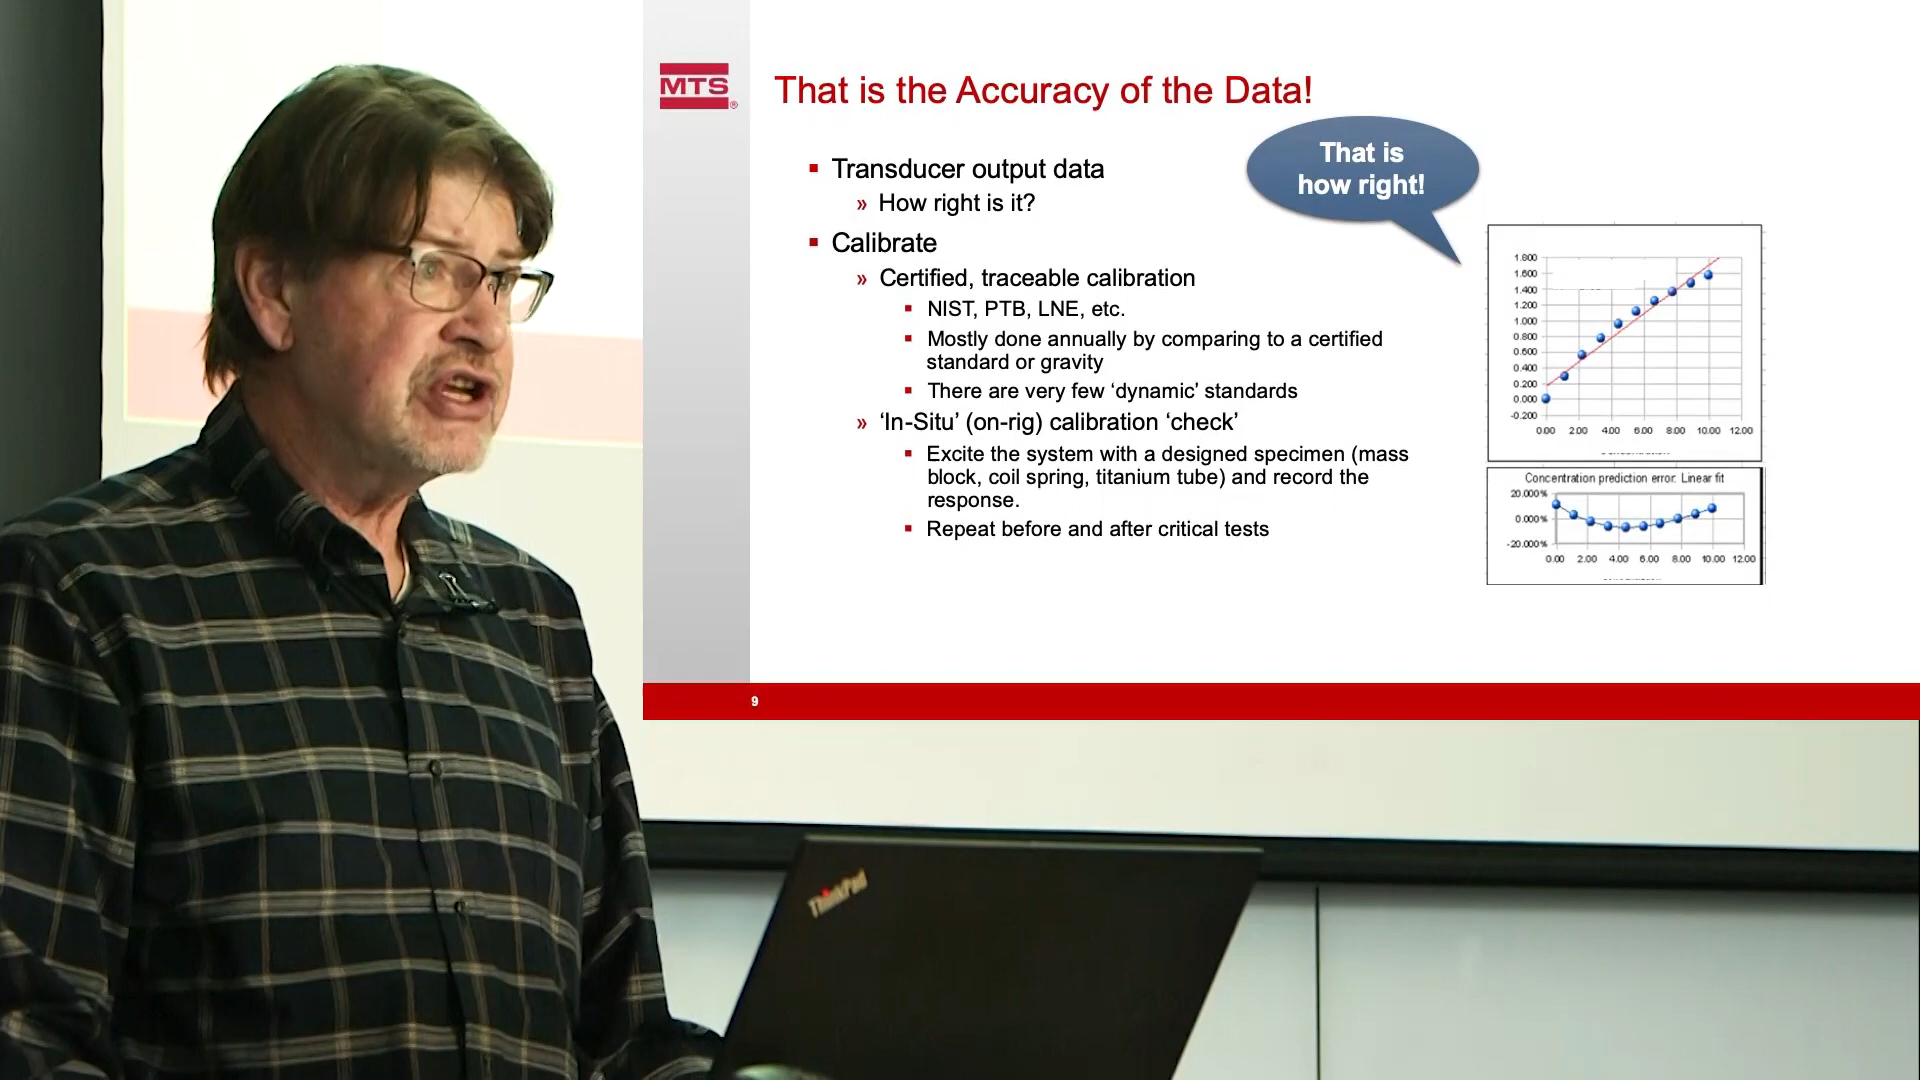 MTS®
That is the Accuracy of the Data!
That is
how right!
Transducer output data
» How right is it?
Calibrate
» Certified, traceable calibration
NIST, PTB, LNE, etc.
Mostly done annually by comparing to a certified
standard or gravity
There are very few ‘dynamic’ standards
» ‘In-Situ’ (on-rig) calibration ‘check’
Excite the system with a designed specimen (mass
block, coil spring, titanium tube) and record the
response.
Repeat before and after critical tests
1.800
1.600
1.400
1.200
1.000
0.800
0.600
0.400
0.200
0.000
-0.200
0.00 2.00 4.00 6.00 8.00 10.00 12.00
Concentration prediction error: Linear fit
20.000%
0.000%
-20.000%
0.00 2.00 4.00 6.00 8.00 10.00 12.00
9
ThinkPad